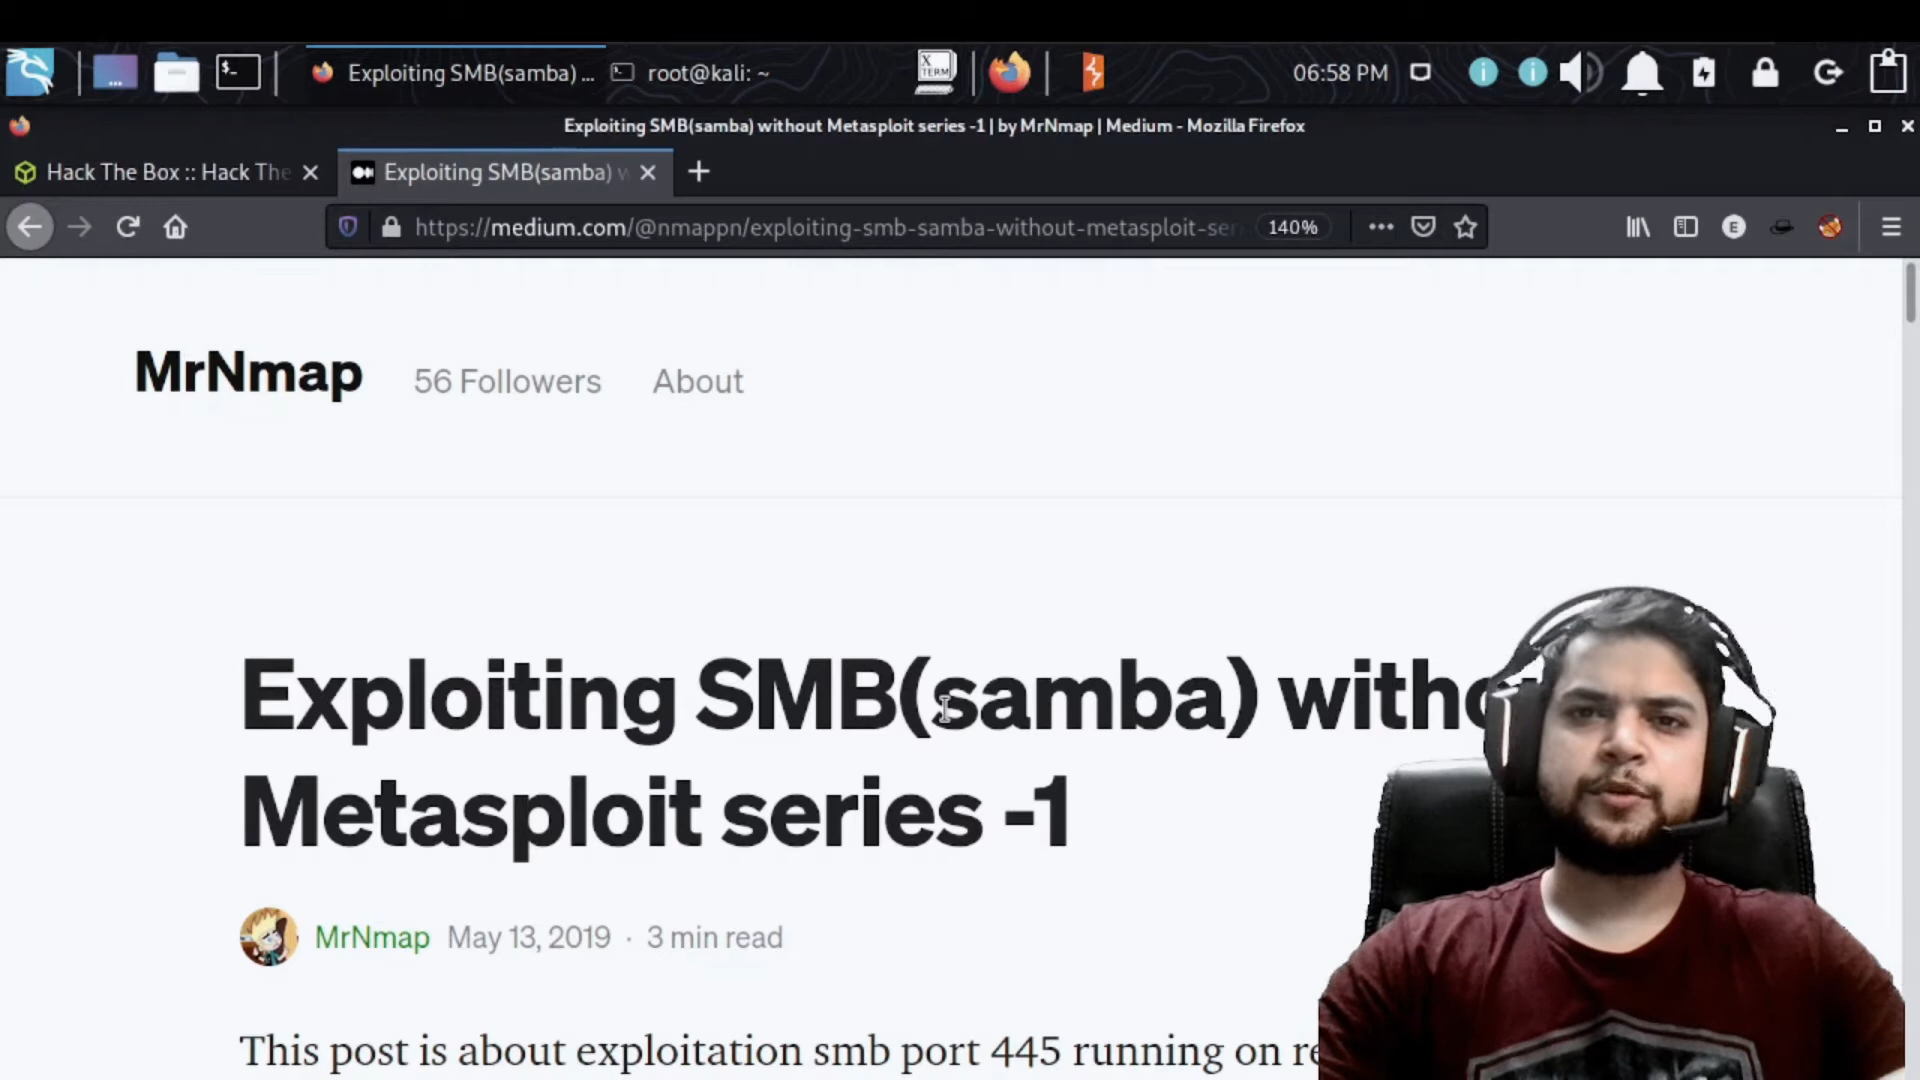 $-
Exploiting SMB(samba) ...
root@kali: ~
X
TERM
06:58 PM
Exploiting SMB(samba) without Metasploit series -1 | by MrNmap | Medium - Mozilla Firefox
Hack The Box :: Hack The
Exploiting SMB(samba) w
https://medium.com/@nmappn/exploiting-smb-samba-without-metasploit-ser
140%
E
MrNmap
56 Followers
About
Exploiting SMB(samba) witho
Metasploit series -1
MrNmap May 13, 2019 · 3 min read
This post is about exploitation smb port 445 running on re